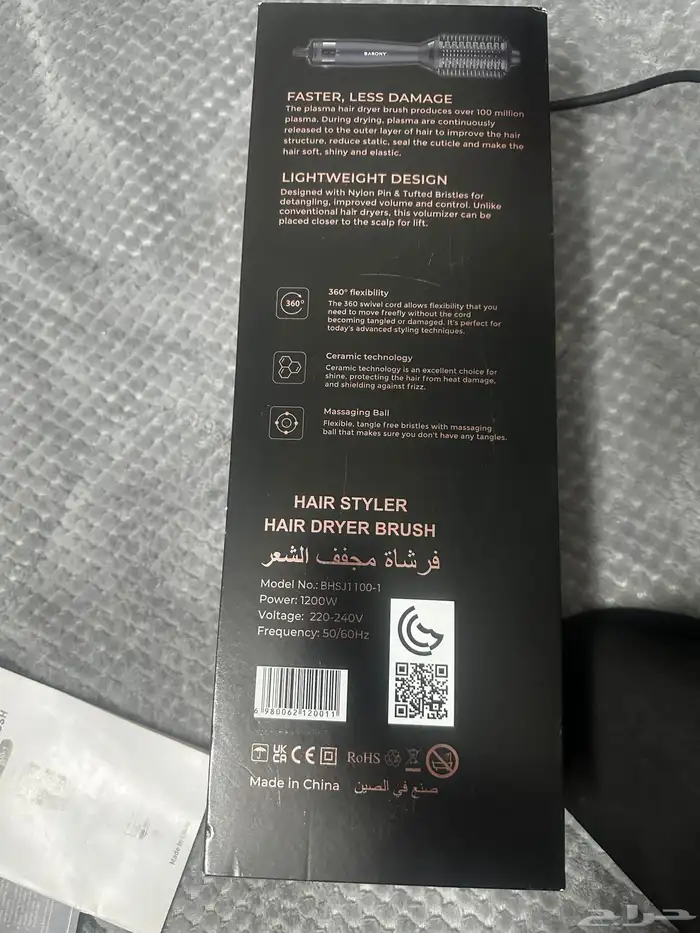 BARONY
FASTER, LESS DAMAGE
The plasma hair dryer brush produces over 100 million
plasma. During drying, plasma are continuously
released to the outer layer of hair to improve the hair
structure, reduce static, seal the cuticle and make the
hair soft, shiny and elastic.
LIGHTWEIGHT DESIGN
Designed with Nylon Pin & Tufted Bristles for
detangling, improved volume and control. Unlike
conventional hair dryers, this volumizer can be
placed closer to the scalp for lift.
360°
360° flexibility
The 360 swivel cord allows flexibility that you
need to move freefly without the cord
becoming tangled or damaged. It's perfect for
today's advanced styling techniques.
Ceramic technology
Ceramic technology is an excellent choice for
shine, protecting the hair from heat damage,
and shielding against frizz.
Massaging Ball
Flexible, tangle free bristles with massaging
ball that makes sure you don't have any tangles.
HAIR STYLER
HAIR DRYER BRUSH
فرشاة مجفف الشعر
Model No.: BHSJ1100-1
Power: 1200W
Voltage: 220-240V
Frequency: 50/60Hz
6 980062 120011
UK CA CE RoHS
Made in China صنع في الصين
Made in
حراج